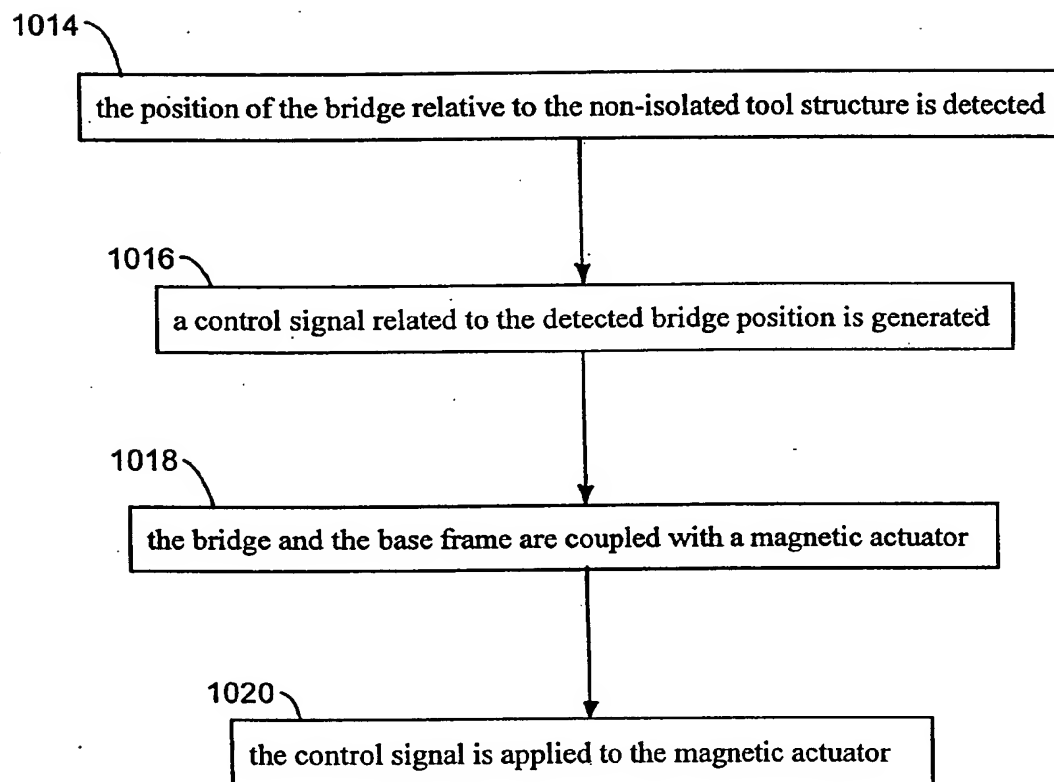 1014
the position of the bridge relative to the non-isolated tool structure is detected
1016
a control signal related to the detected bridge position is generated
1018
the bridge and the base frame are coupled with a magnetic actuator
1020
the control signal is applied to the magnetic actuator